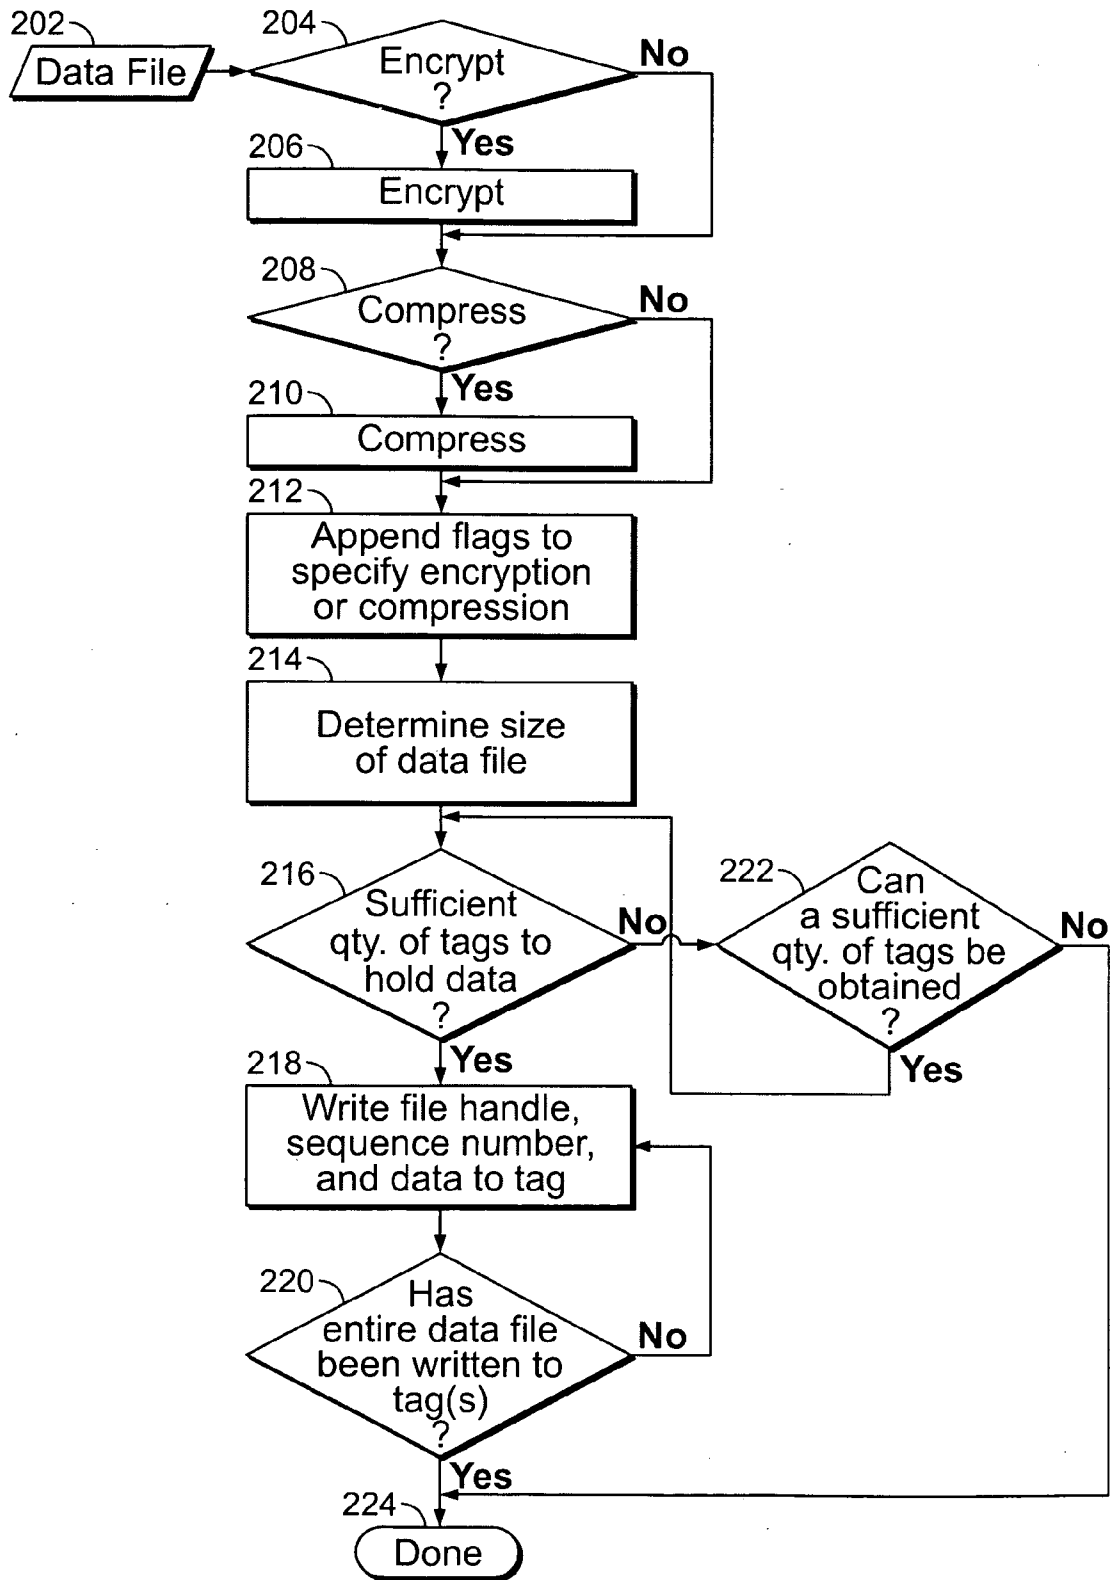 202
Data File
204
Encrypt
?
No
Yes
206
Encrypt
208
Compress
?
No
Yes
210
Compress
212
Append flags to
specify encryption
or compression
214
Determine size
of data file
216
Sufficient
qty. of tags to
hold data
?
No
Yes
222
Can
a sufficient
qty. of tags be
obtained
?
No
Yes
218
Write file handle,
sequence number,
and data to tag
220
Has
entire data file
been written to
tag(s)
?
No
Yes
224
Done